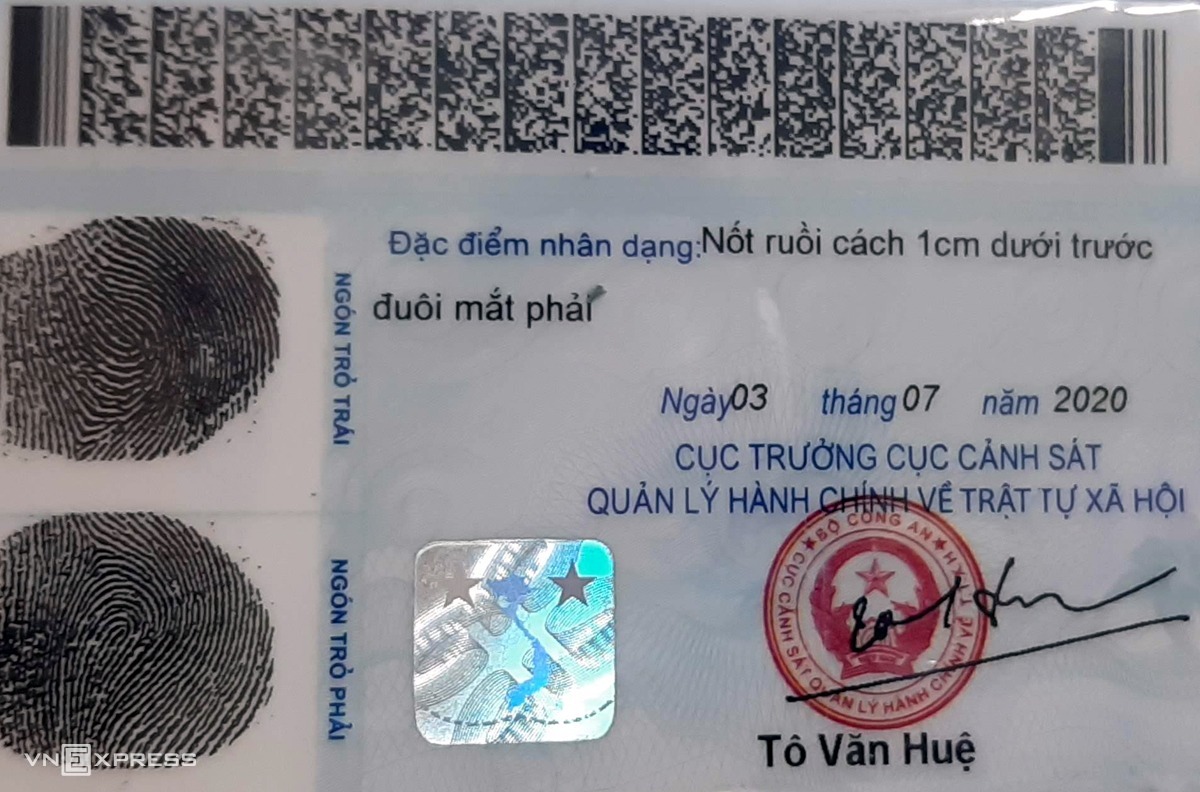 Đặc điểm nhân dạng: Nốt ruồi cách 1cm dưới trước
đuôi mắt phải
NGÓN TRỎ TRÁI
Ngày 03 tháng 07 năm 2020
CỤC TRƯỞNG CỤC CẢNH SÁT
QUẢN LÝ HÀNH CHÍNH VỀ TRẬT TỰ XÃ HỘI
BỘ CÔNG AN
CỤC CẢNH SÁT QUẢN LÝ HÀNH CHÍNH VỀ
NGÓN TRỎ PHẢI
Tô Văn Huệ
VNEXPRESS